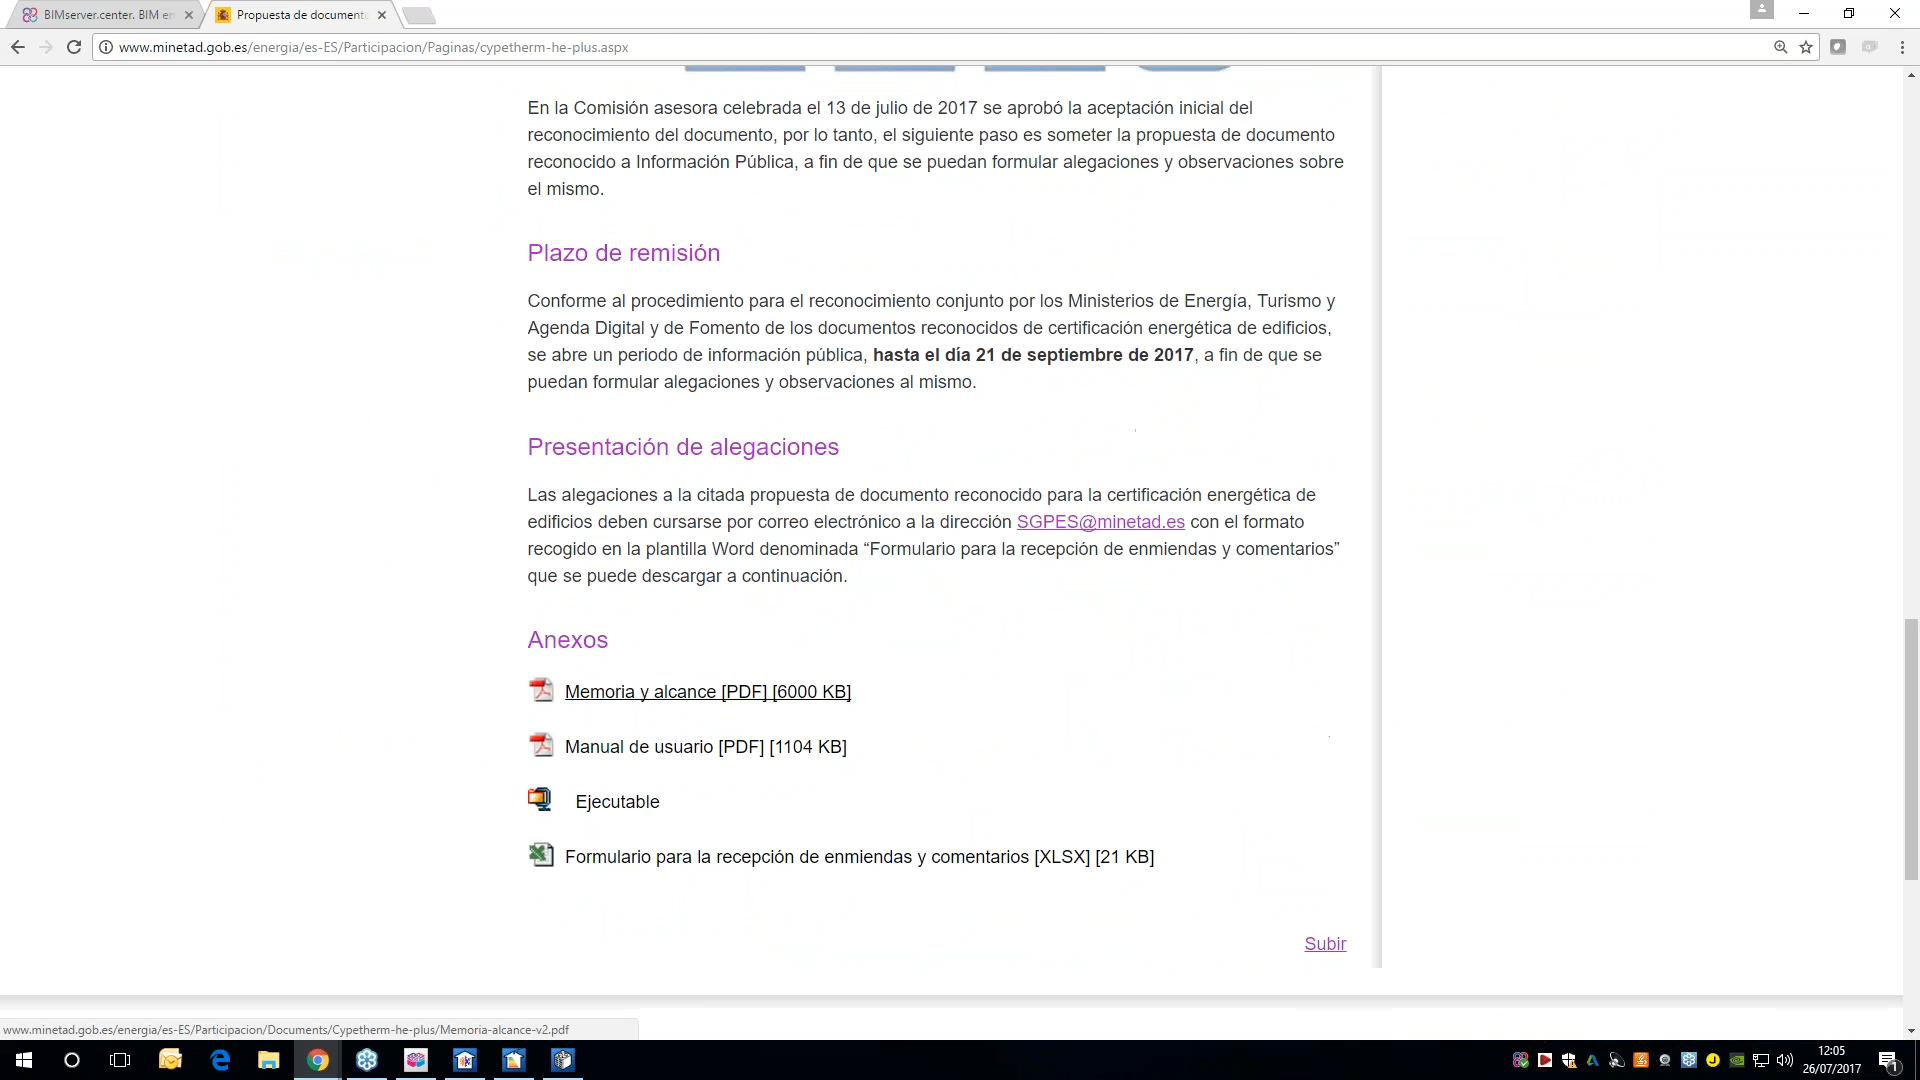 BIMserver.center. BIM en
Propuesta de documento
www.minetad.gob.es/energia/es-ES/Participacion/Paginas/cypetherm-he-plus.aspx
En la Comisión asesora celebrada el 13 de julio de 2017 se aprobó la aceptación inicial del
reconocimiento del documento, por lo tanto, el siguiente paso es someter la propuesta de documento
reconocido a Información Pública, a fin de que se puedan formular alegaciones y observaciones sobre
el mismo.
Plazo de remisión
Conforme al procedimiento para el reconocimiento conjunto por los Ministerios de Energía, Turismo y
Agenda Digital y de Fomento de los documentos reconocidos de certificación energética de edificios,
se abre un periodo de información pública, hasta el día 21 de septiembre de 2017, a fin de que se
puedan formular alegaciones y observaciones al mismo.
Presentación de alegaciones
Las alegaciones a la citada propuesta de documento reconocido para la certificación energética de
edificios deben cursarse por correo electrónico a la dirección SGPES@minetad.es con el formato
recogido en la plantilla Word denominada “Formulario para la recepción de enmiendas y comentarios”
que se puede descargar a continuación.
Anexos
Memoria y alcance [PDF] [6000 KB]
Manual de usuario [PDF] [1104 KB]
Ejecutable
Formulario para la recepción de enmiendas y comentarios [XLSX] [21 KB]
Subir
www.minetad.gob.es/energia/es-ES/Participacion/Documents/Cypetherm-he-plus/Memoria-alcance-v2.pdf
12:05
26/07/2017
1